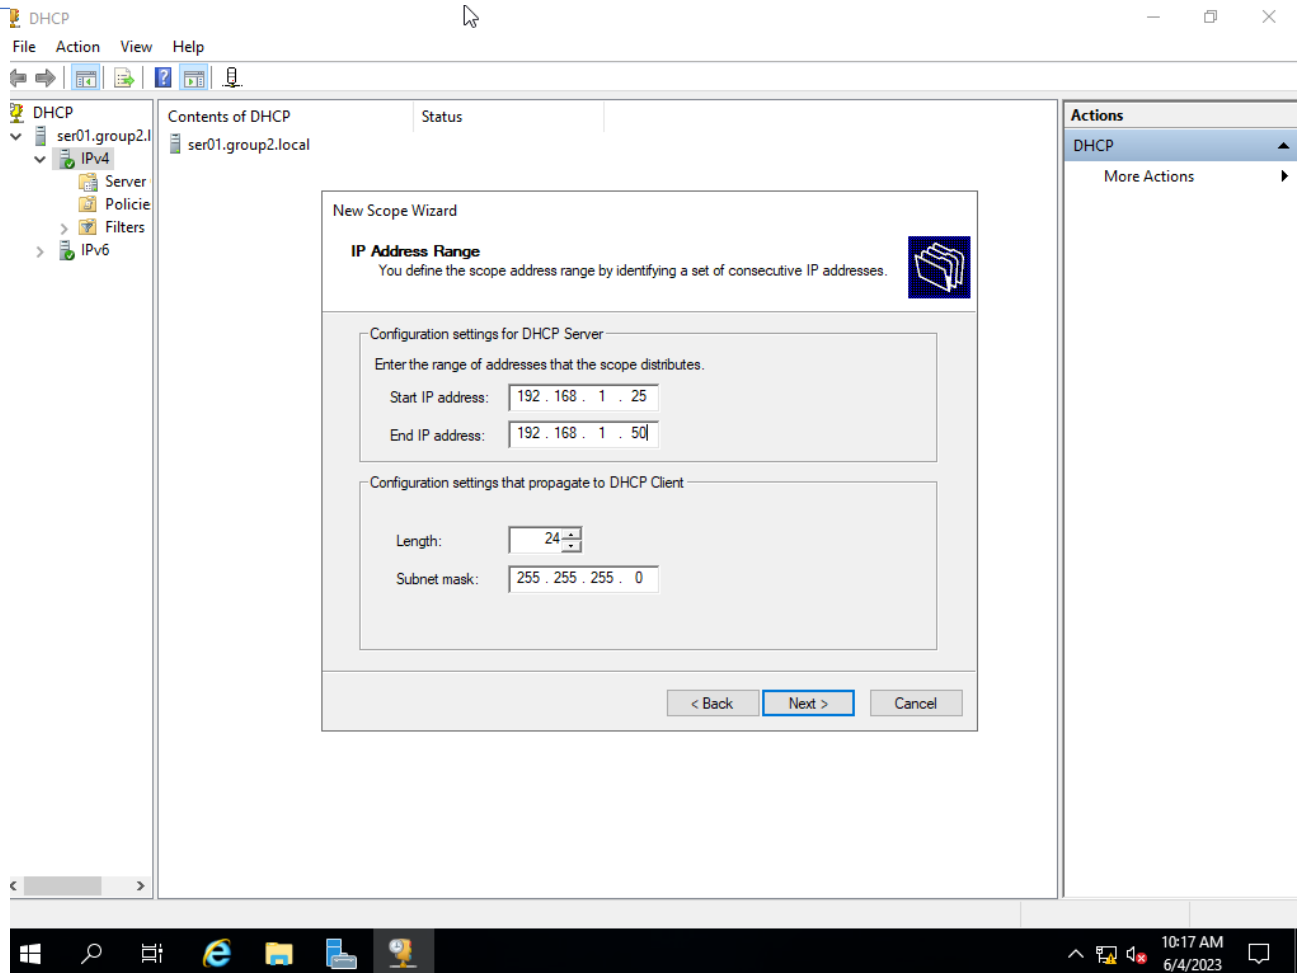 DHCP
File Action View Help
DHCP
ser01.group2.l
IPv4
Server
Policie
Filters
IPv6
Contents of DHCP Status
ser01.group2.local
Actions
DHCP
More Actions
New Scope Wizard
IP Address Range
You define the scope address range by identifying a set of consecutive IP addresses.
Configuration settings for DHCP Server
Enter the range of addresses that the scope distributes.
Start IP address: 192 . 168 . 1 . 25
End IP address: 192 . 168 . 1 . 50
Configuration settings that propagate to DHCP Client
Length: 24
Subnet mask: 255 . 255 . 255 . 0
< Back Next > Cancel
10:17 AM
6/4/2023